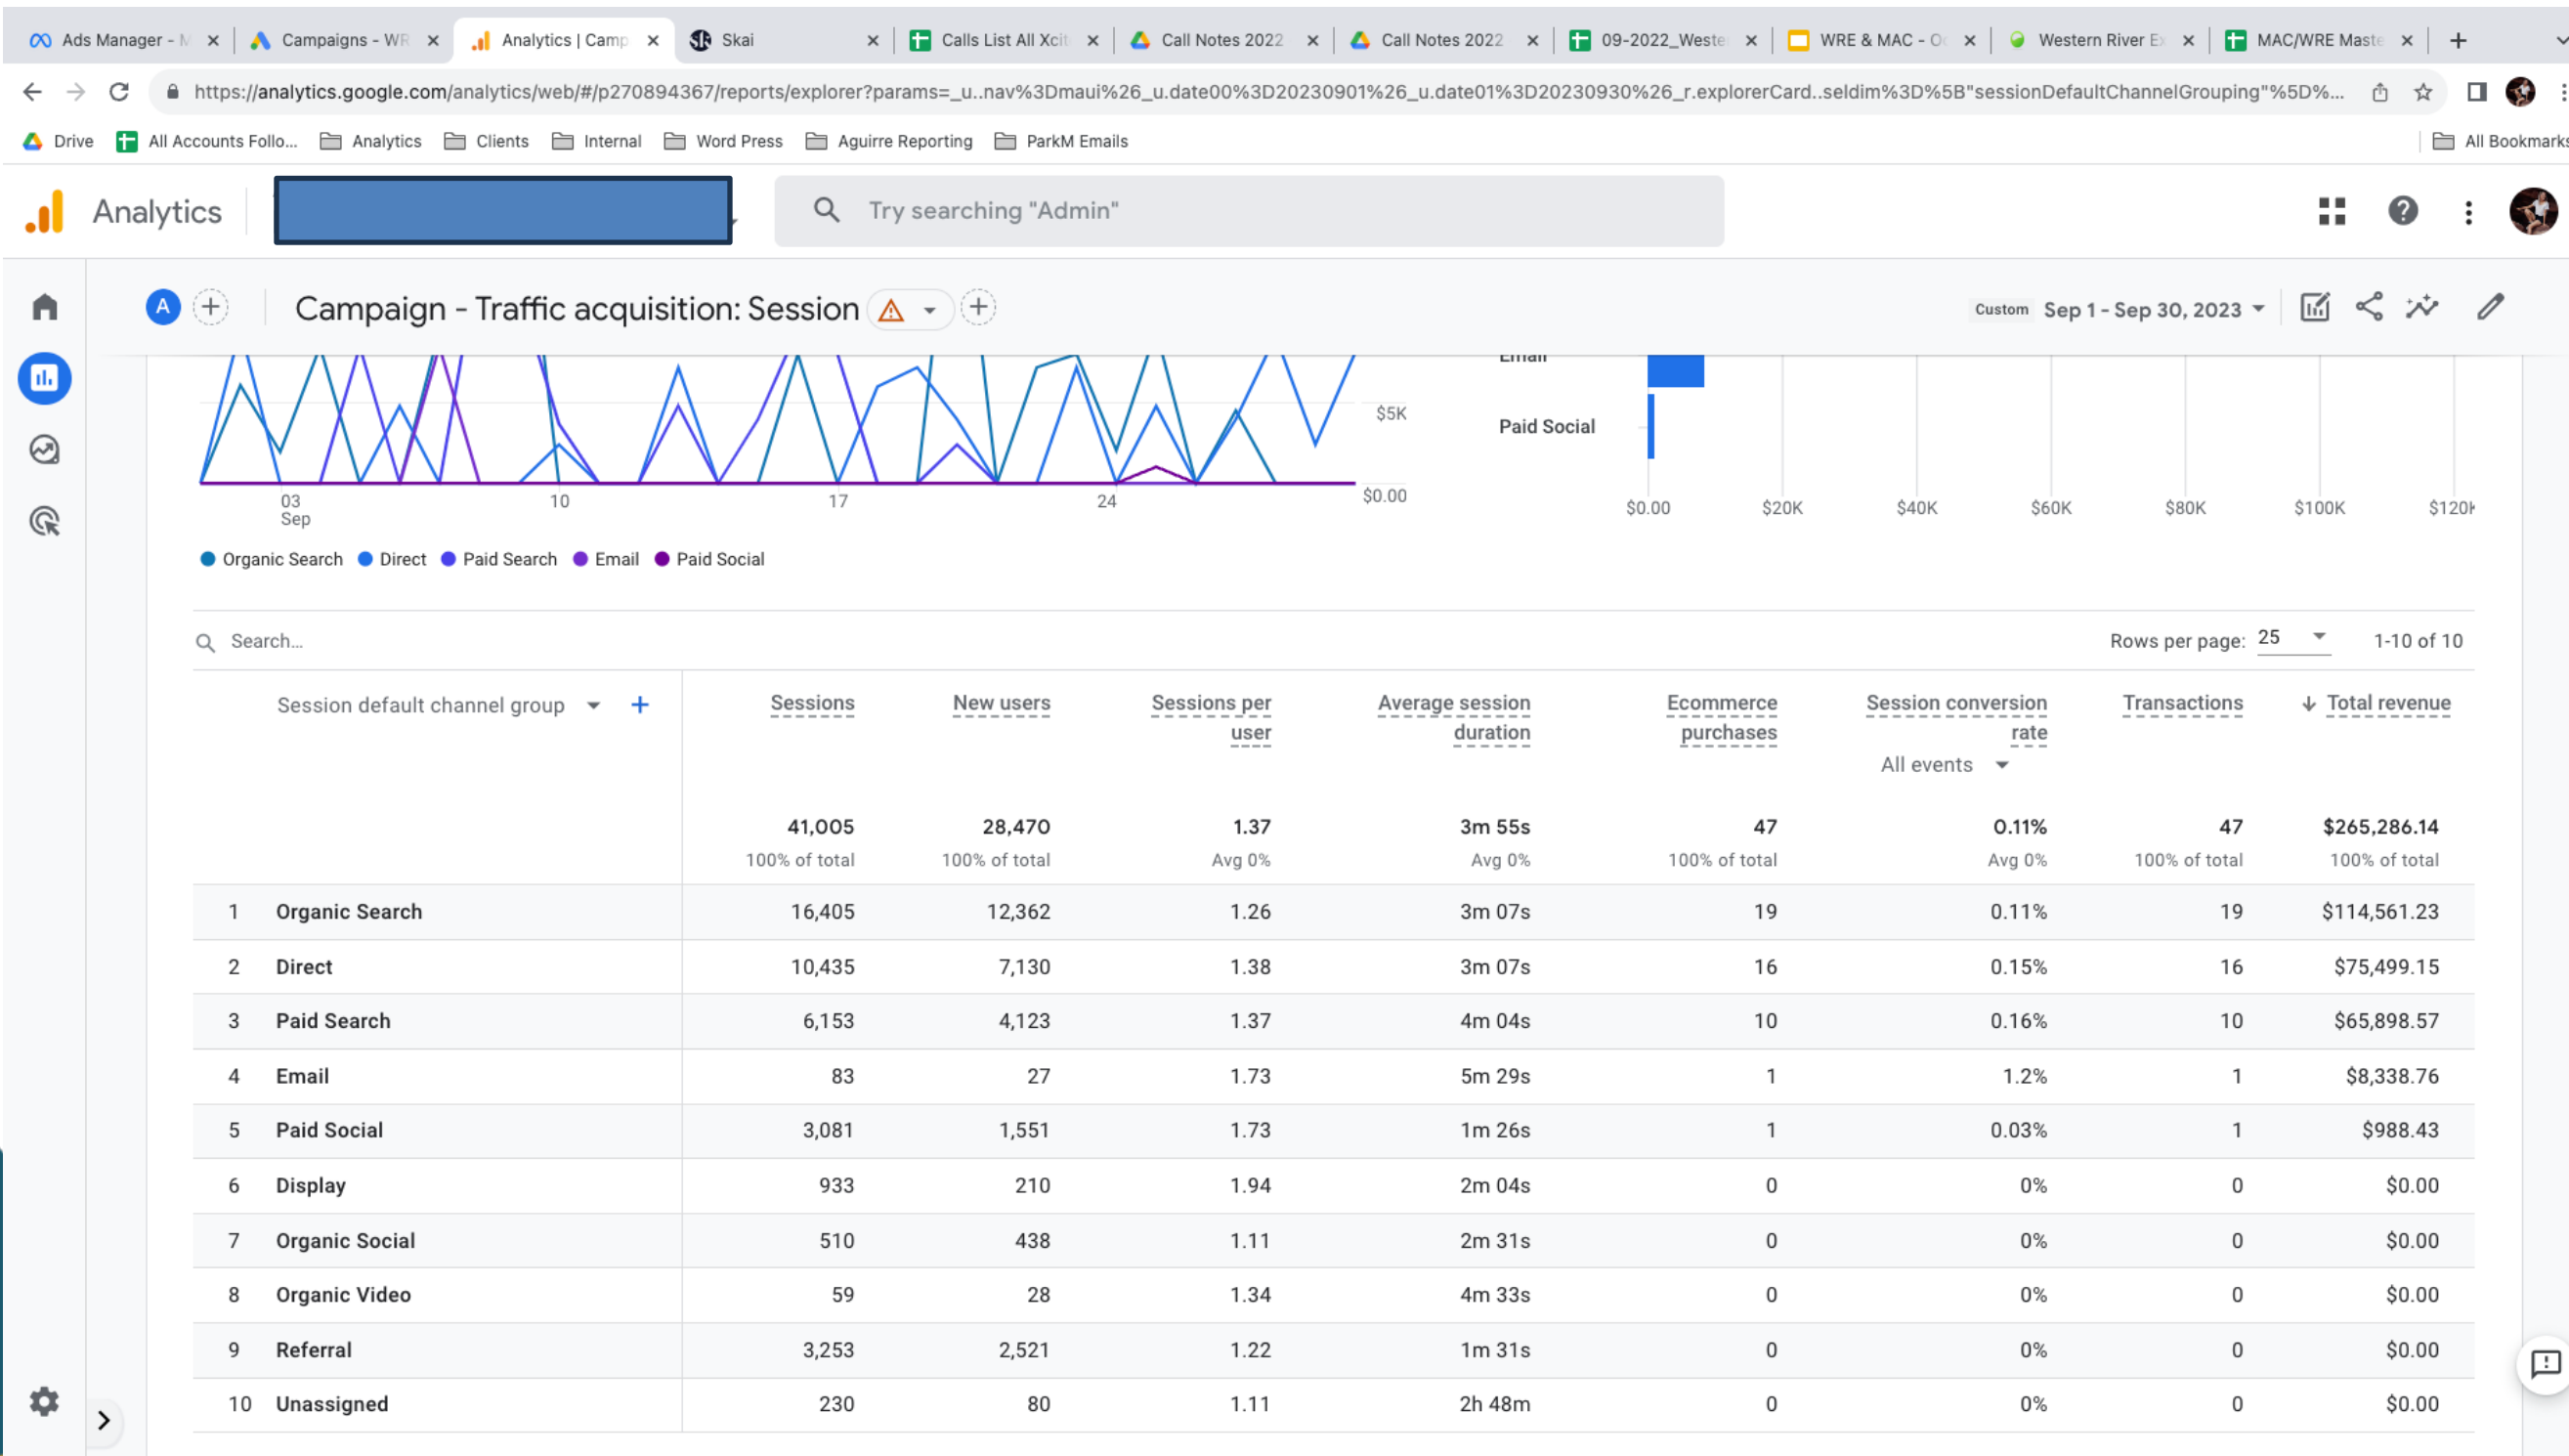 Ads Manager - M
Campaigns - WR
Analytics | Camp
Skai
Calls List All Xcit
Call Notes 2022
Call Notes 2022
09-2022_Weste
WRE & MAC - Oc
Western River Ex
MAC/WRE Maste
https://analytics.google.com/analytics/web/#/p270894367/reports/explorer?params=_u..nav%3Dmaui%26_u.date00%3D20230901%26_u.date01%3D20230930%26_r.explorerCard..seldim%3D%5B"sessionDefaultChannelGrouping"%5D%...
Drive
All Accounts Follo...
Analytics
Clients
Internal
Word Press
Aguirre Reporting
ParkM Emails
All Bookmarks
Analytics
Try searching "Admin"
A
Campaign - Traffic acquisition: Session
Custom Sep 1 - Sep 30, 2023
$5K
$0.00
03 10 17 24
Sep
Organic Search Direct Paid Search Email Paid Social
Email
Paid Social
$0.00 $20K $40K $60K $80K $100K $120K
Search...
Rows per page: 25 1-10 of 10
Session default channel group
Sessions
New users
Sessions per
user
Average session
duration
Ecommerce
purchases
Session conversion
rate
All events
Transactions
Total revenue
41,005 28,470 1.37 3m 55s 47 0.11% 47 $265,286.14
100% of total 100% of total Avg 0% Avg 0% 100% of total Avg 0% 100% of total 100% of total
1 Organic Search 16,405 12,362 1.26 3m 07s 19 0.11% 19 $114,561.23
2 Direct 10,435 7,130 1.38 3m 07s 16 0.15% 16 $75,499.15
3 Paid Search 6,153 4,123 1.37 4m 04s 10 0.16% 10 $65,898.57
4 Email 83 27 1.73 5m 29s 1 1.2% 1 $8,338.76
5 Paid Social 3,081 1,551 1.73 1m 26s 1 0.03% 1 $988.43
6 Display 933 210 1.94 2m 04s 0 0% 0 $0.00
7 Organic Social 510 438 1.11 2m 31s 0 0% 0 $0.00
8 Organic Video 59 28 1.34 4m 33s 0 0% 0 $0.00
9 Referral 3,253 2,521 1.22 1m 31s 0 0% 0 $0.00
10 Unassigned 230 80 1.11 2h 48m 0 0% 0 $0.00